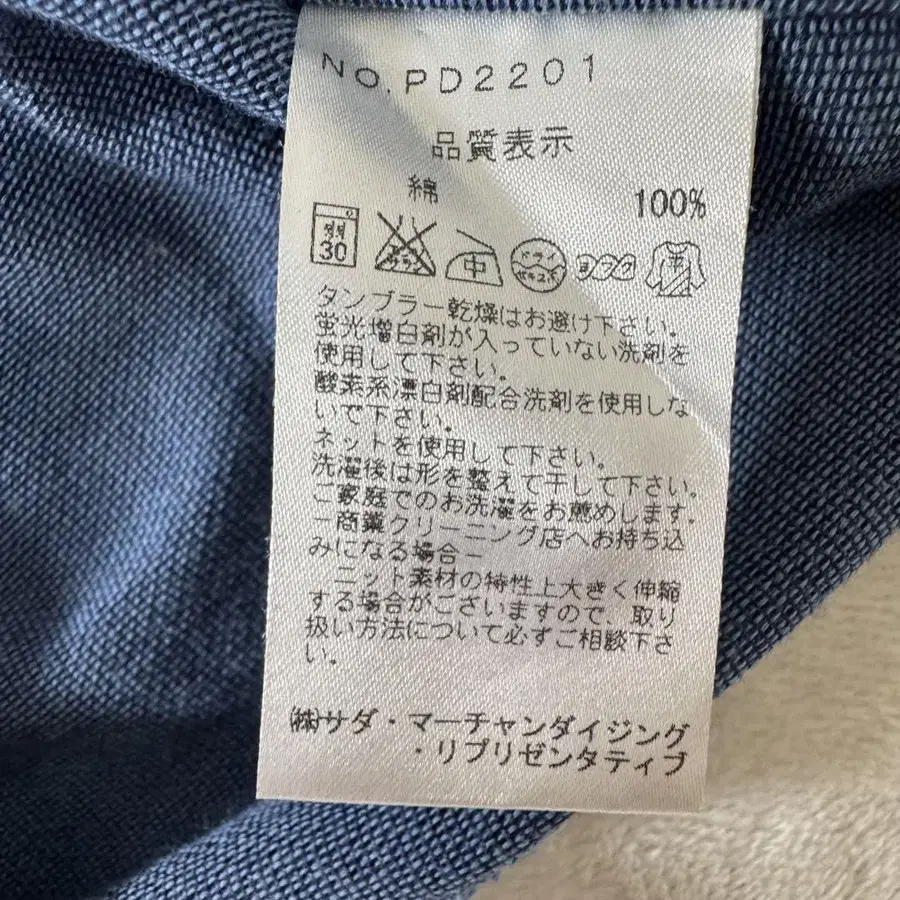 NO.PD2201
品質表示
綿 100%
30 中 ドライ ヨワク
タンブラー乾燥はお避け下さい。
蛍光増白剤が入っていない洗剤を
使用して下さい。
酸素系漂白剤配合洗剤を使用しな
いで下さい。
ネットを使用して下さい。
洗濯後は形を整えて干して下さい。
ご家庭でのお洗濯をお薦めします。
ー商業クリーニング店へお持ち込
みになる場合ー
ニット素材の特性上大きく伸縮
する場合がございますので、取り
扱い方法について必ずご相談下さ
い。
㈱サダ・マーチャンダイジング
・リプリゼンタティブ